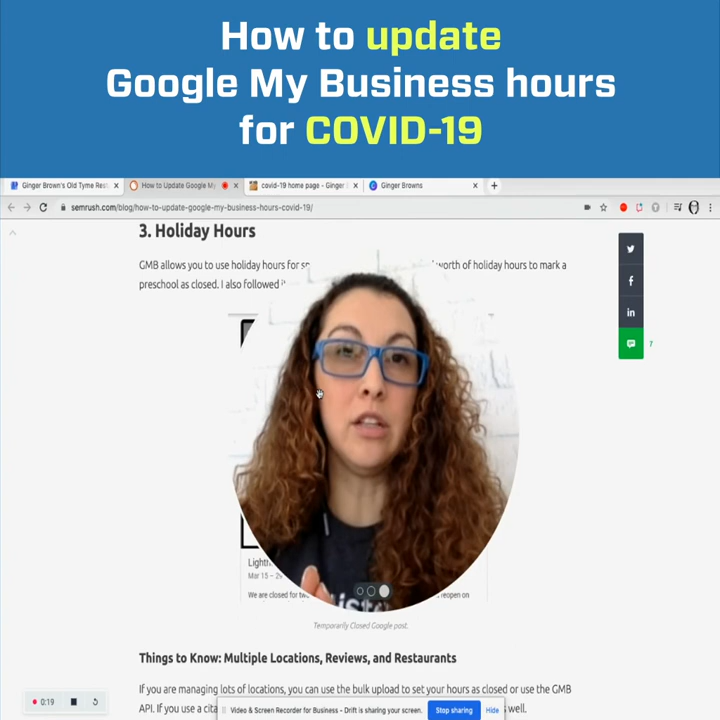 How to update
Google My Business hours
for COVID-19
Ginger Brown's Old Tyme Rest
How to Update Google My
covid-19 home page - Ginger
Ginger Browns
semrush.com/blog/how-to-update-google-my-business-hours-covid-19/
3. Holiday Hours
GMB allows you to use holiday hours for worth of holiday hours to mark a
preschool as closed. I also followed
7
Mar 15 –
We are closed for reopen on
Temporarily Closed Google post.
Things to Know: Multiple Locations, Reviews, and Restaurants
If you are managing lots of locations, you can use the bulk upload to set your hours as closed or use the GMB
API. If you use a well.
0:19
Video & Screen Recorder for Business - Drift is sharing your screen.
Stop sharing
Hide